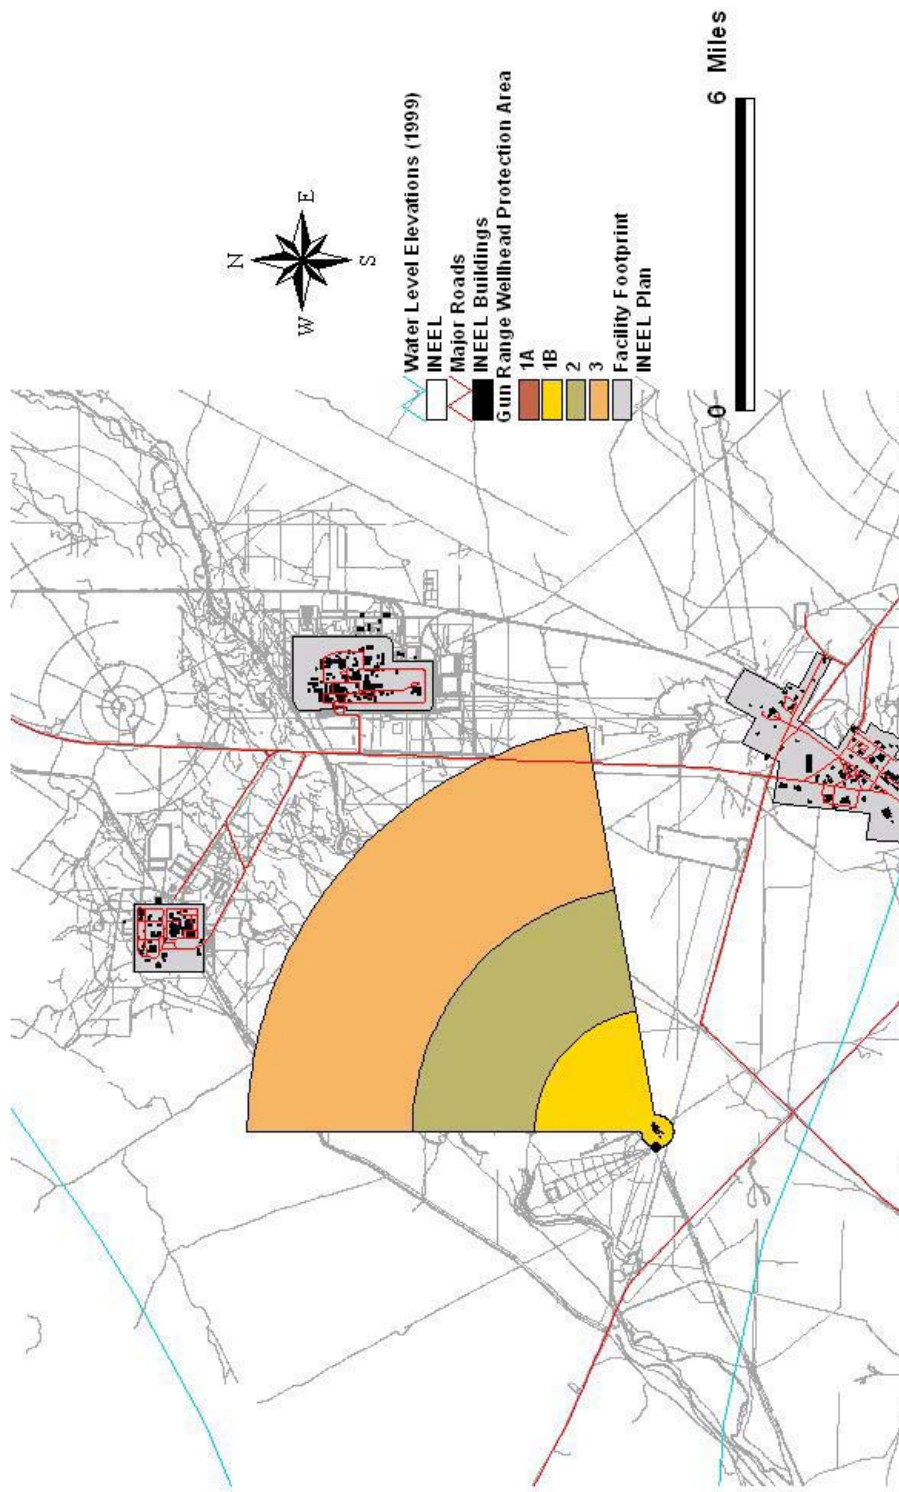 N
W
E
S
Water Level Elevations (1999)
INEEL
Major Roads
INEEL Buildings
Gun Range Wellhead Protection Area
1A
1B
2
3
Facility Footprint
INEEL Plan
0
6 Miles